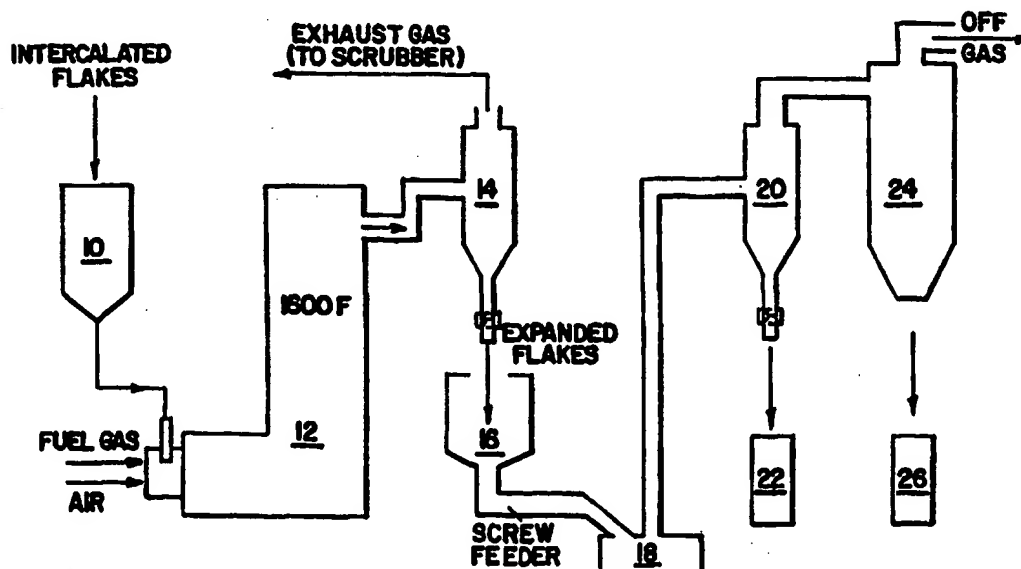 INTERCALATED
FLAKES
EXHAUST GAS
(TO SCRUBBER)
OFF
GAS
10
1600 F
12
14
20
24
FUEL GAS
AIR
EXPANDED
FLAKES
16
SCREW
FEEDER
18
22
26